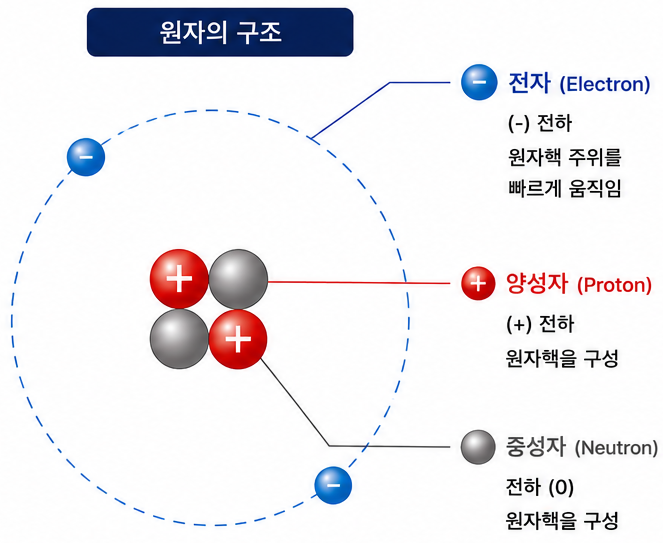 원자의 구조
− 전자 (Electron)
(-) 전하
원자핵 주위를
빠르게 움직임
−
+
+ 양성자 (Proton)
(+) 전하
원자핵을 구성
+
중성자 (Neutron)
전하 (0)
원자핵을 구성
−